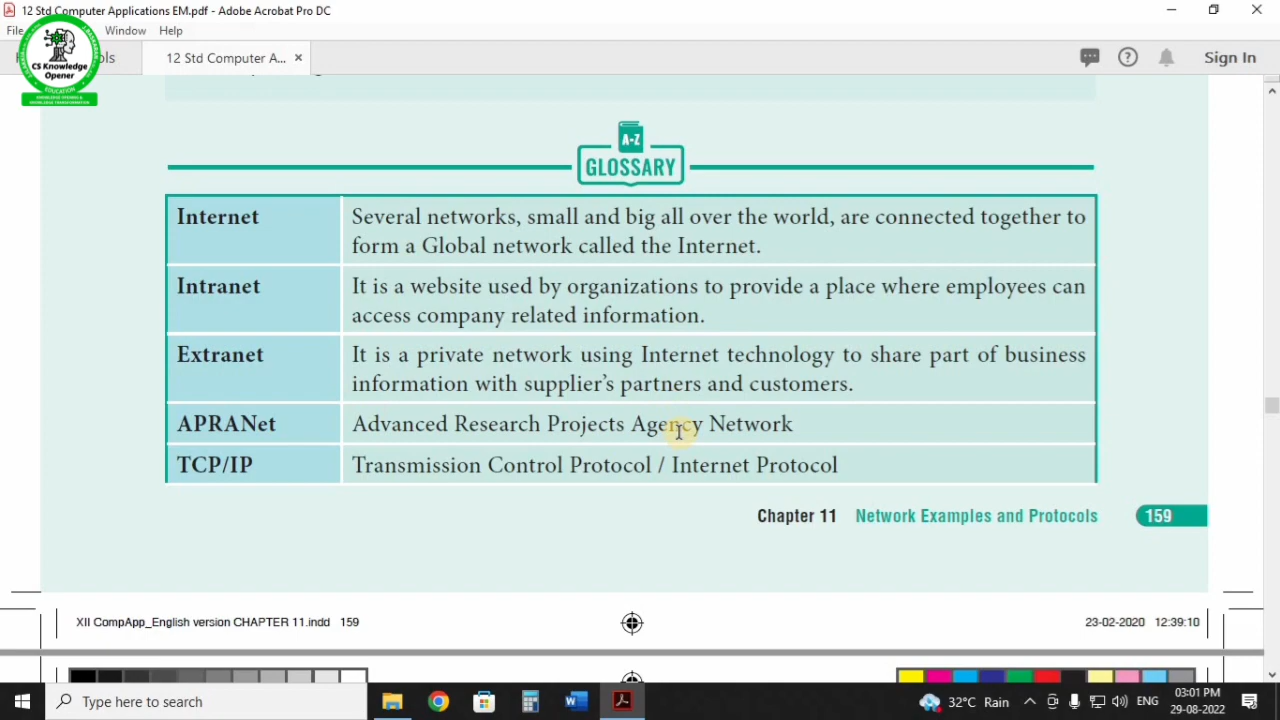 12 Std Computer Applications EM.pdf - Adobe Acrobat Pro DC
File Window Help
CS Knowledge
Opener
EDUCATION
KNOWLEDGE OPENING &
KNOWLEDGE TRANSFORMATION
12 Std Computer A... ×
Sign In
A-Z
GLOSSARY
Internet Several networks, small and big all over the world, are connected together to
form a Global network called the Internet.
Intranet It is a website used by organizations to provide a place where employees can
access company related information.
Extranet It is a private network using Internet technology to share part of business
information with supplier's partners and customers.
APRANet Advanced Research Projects Agency Network
TCP/IP Transmission Control Protocol / Internet Protocol
Chapter 11 Network Examples and Protocols 159
XII CompApp_English version CHAPTER 11.indd 159 23-02-2020 12:39:10
Type here to search
32°C Rain ENG 03:01 PM
29-08-2022